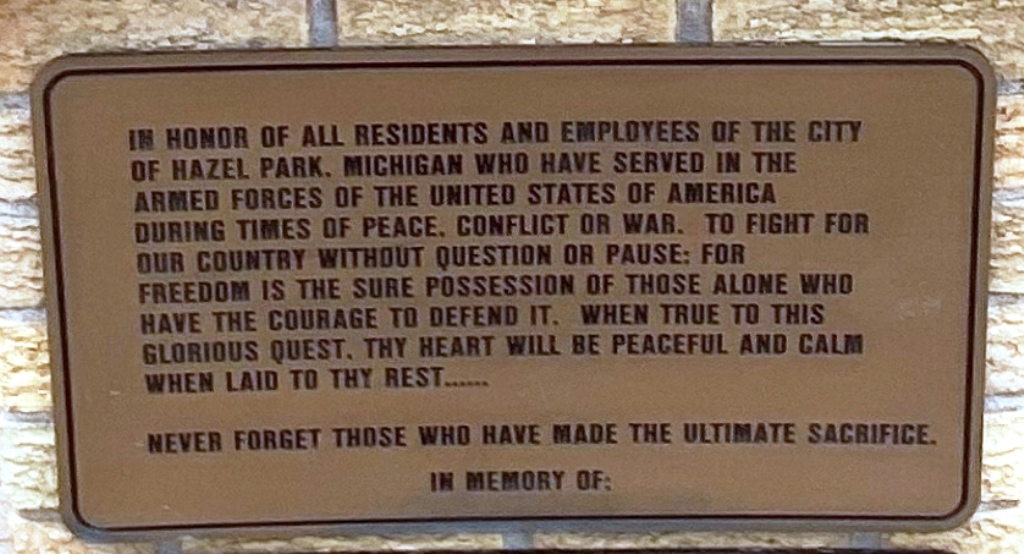 IN HONOR OF ALL RESIDENTS AND EMPLOYEES OF THE CITY
OF HAZEL PARK, MICHIGAN WHO HAVE SERVED IN THE
ARMED FORCES OF THE UNITED STATES OF AMERICA
DURING TIMES OF PEACE, CONFLICT OR WAR.  TO FIGHT FOR
OUR COUNTRY WITHOUT QUESTION OR PAUSE; FOR
FREEDOM IS THE SURE POSSESSION OF THOSE ALONE WHO
HAVE THE COURAGE TO DEFEND IT.  WHEN TRUE TO THIS
GLORIOUS QUEST, THY HEART WILL BE PEACEFUL AND CALM
WHEN LAID TO THY REST......
NEVER FORGET THOSE WHO HAVE MADE THE ULTIMATE SACRIFICE.
IN MEMORY OF: